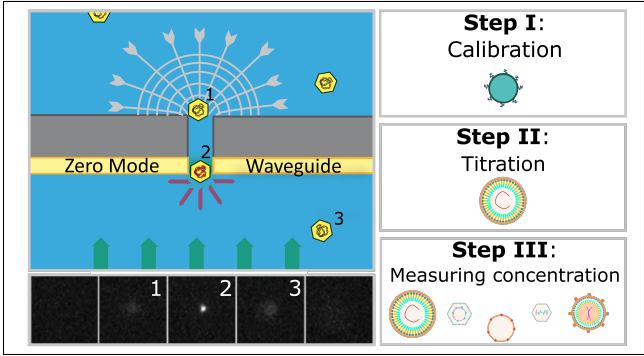 1
2
Zero Mode
Waveguide
3
1
2
3
Step I:
Calibration
Step II:
Titration
Step III:
Measuring concentration